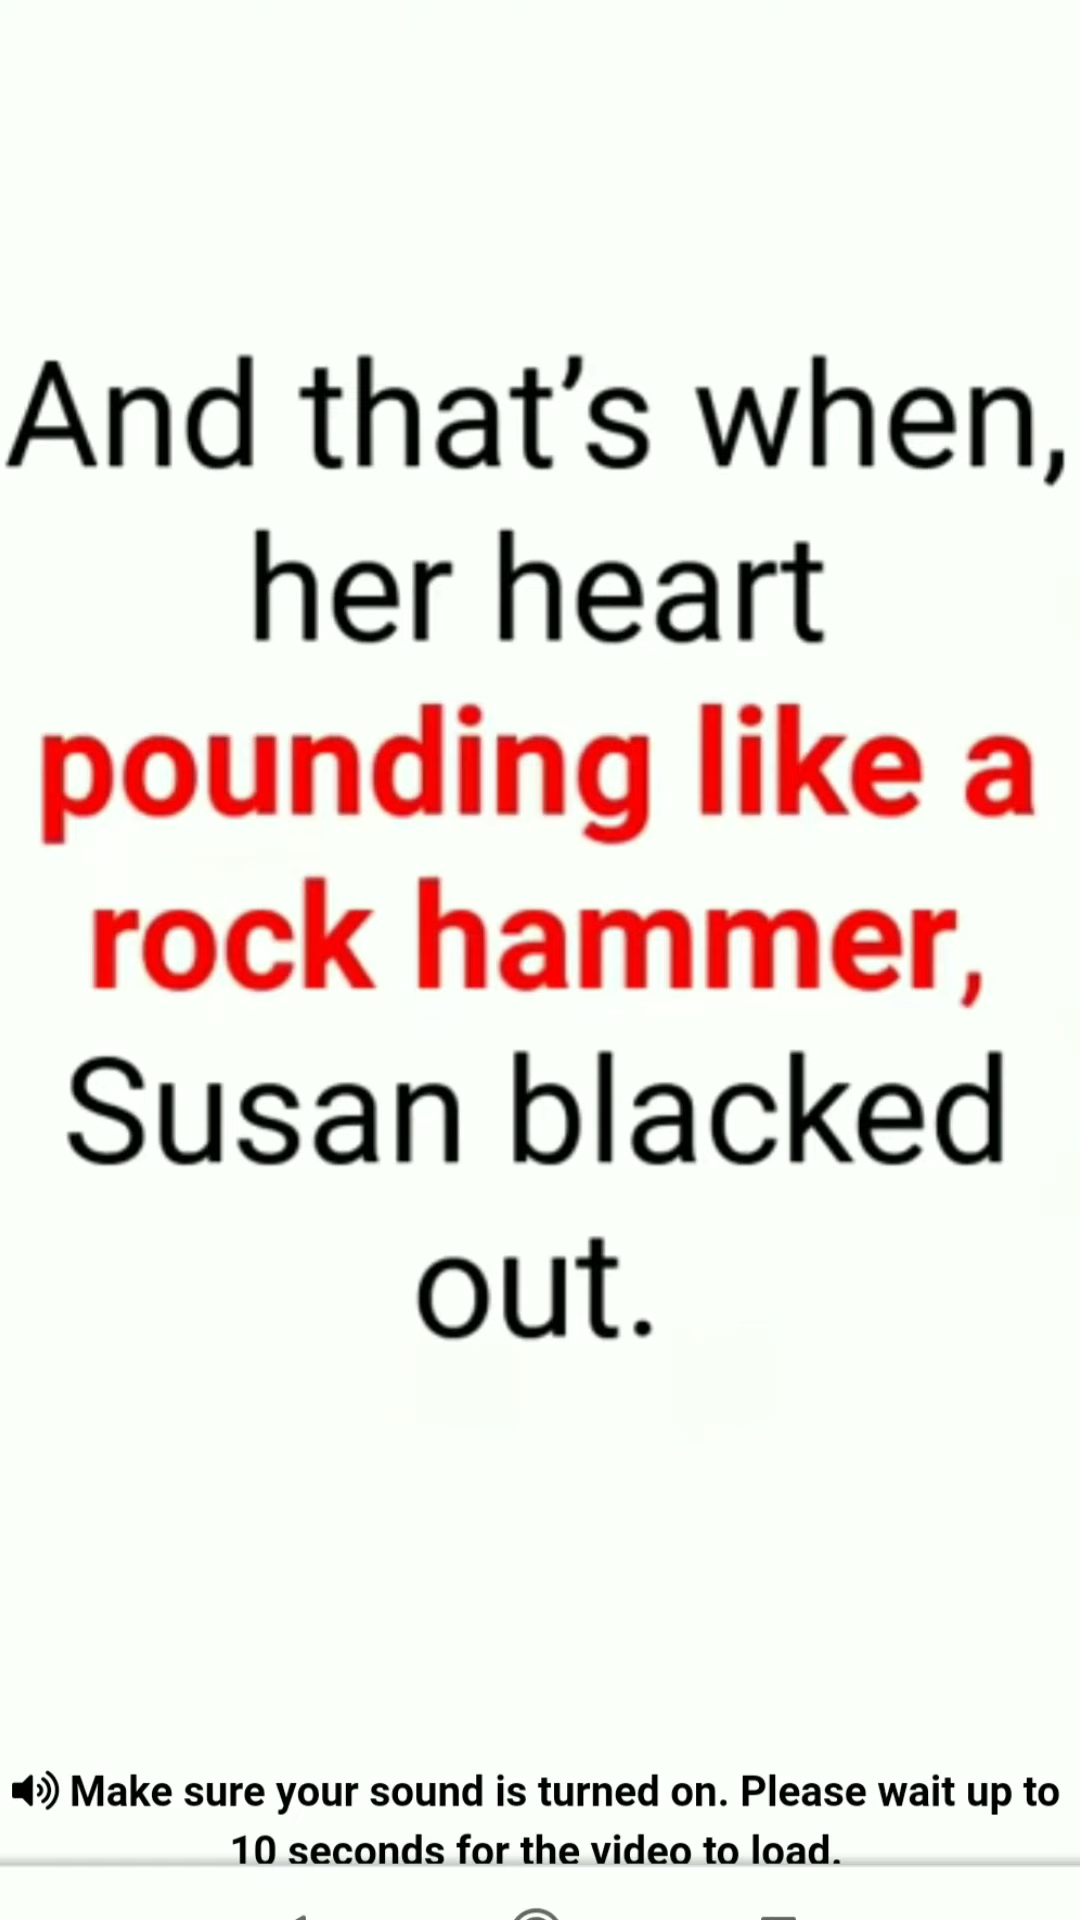 And that’s when,
her heart
pounding like a
rock hammer,
Susan blacked
out.
Make sure your sound is turned on. Please wait up to
10 seconds for the video to load.